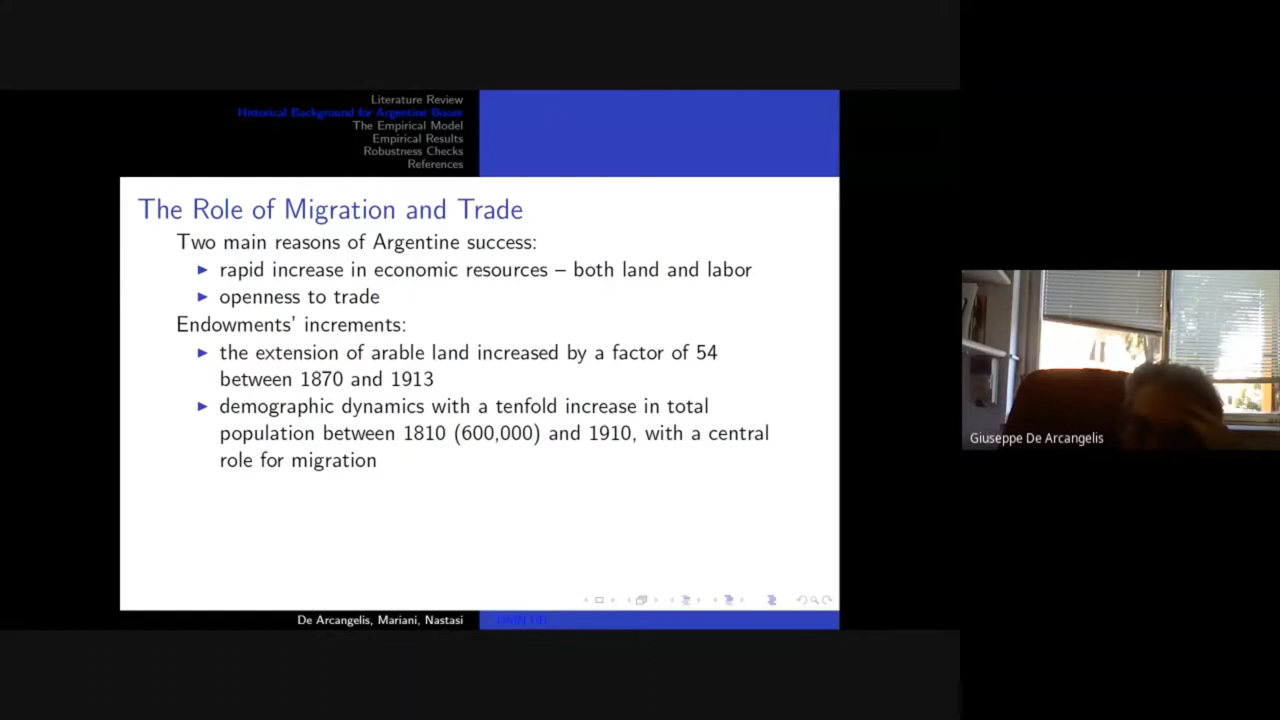 Literature Review
Historical Background for Argentine Boom
The Empirical Model
Empirical Results
Robustness Checks
References
The Role of Migration and Trade
Two main reasons of Argentine success:
rapid increase in economic resources – both land and labor
openness to trade
Endowments' increments:
the extension of arable land increased by a factor of 54
between 1870 and 1913
demographic dynamics with a tenfold increase in total
population between 1810 (600,000) and 1910, with a central
role for migration
De Arcangelis, Mariani, Nastasi
Giuseppe De Arcangelis